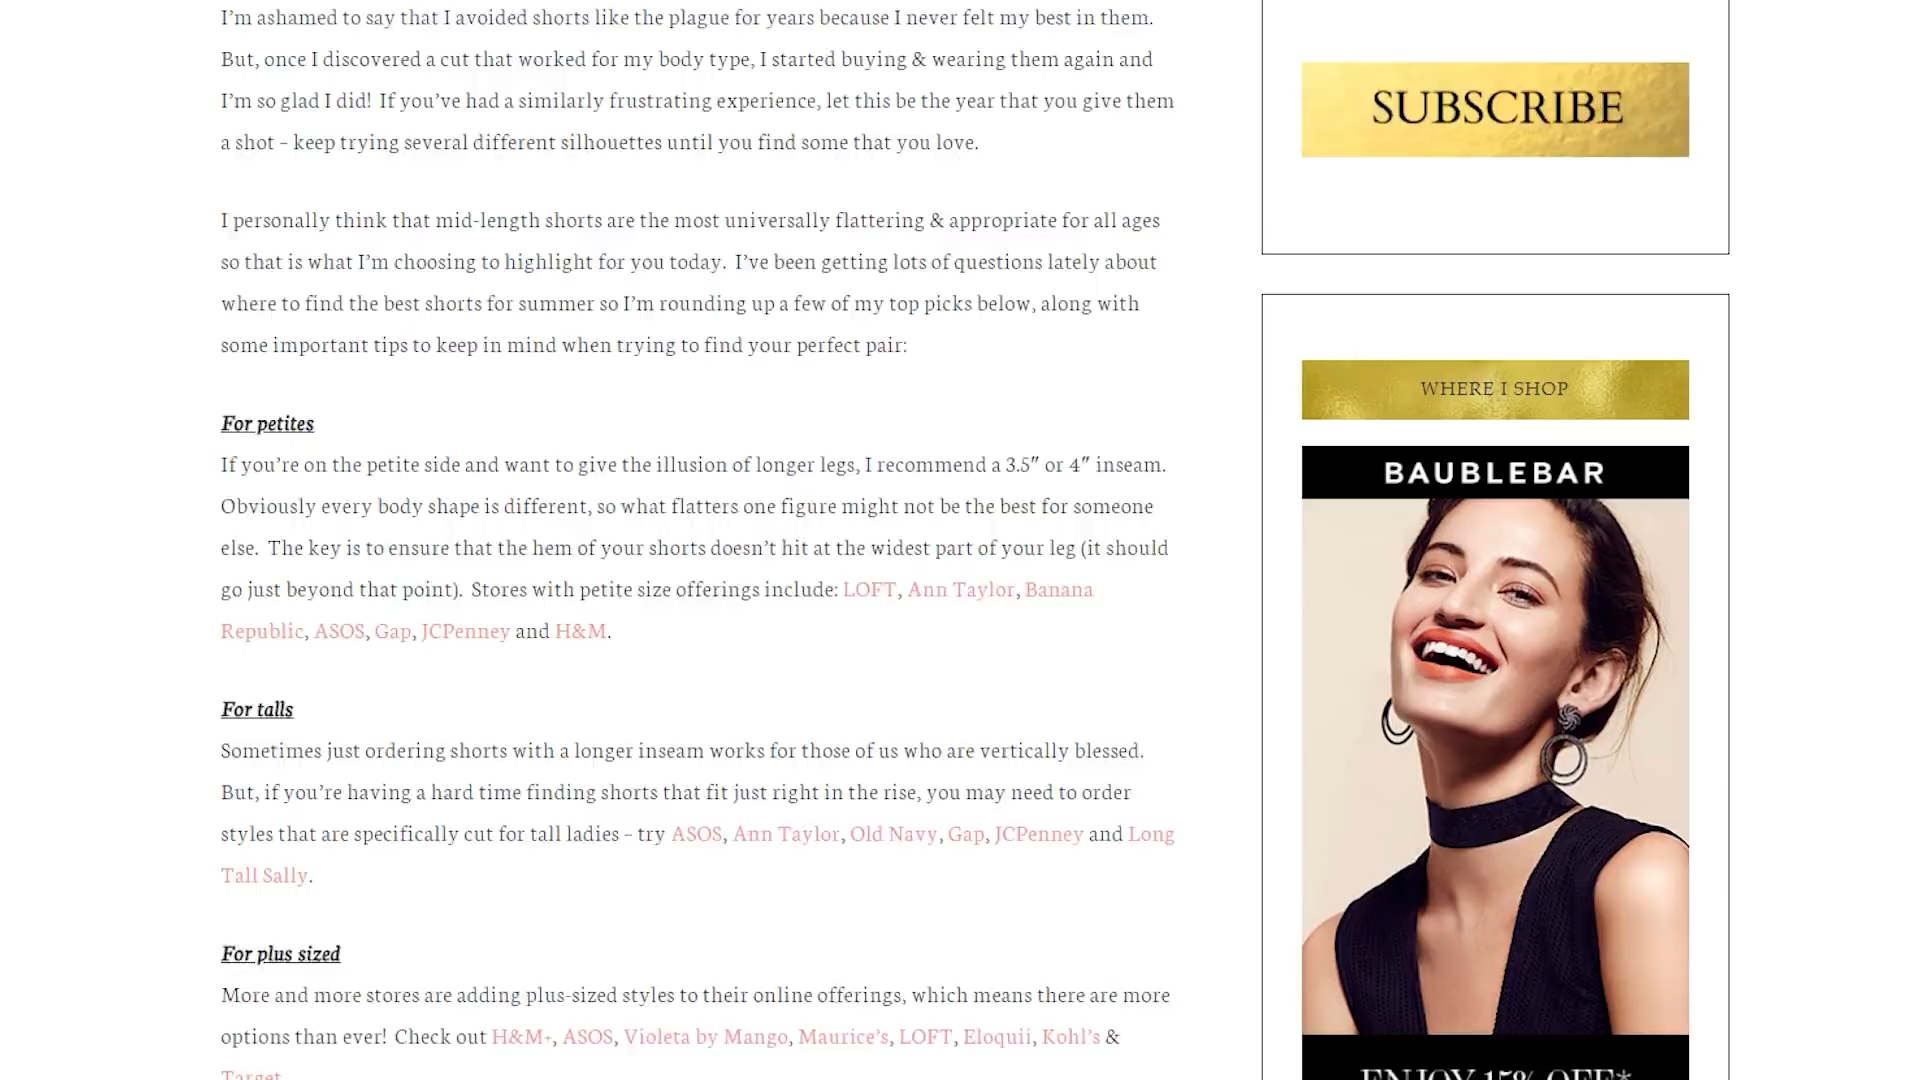 I’m ashamed to say that I avoided shorts like the plague for years because I never felt my best in them.
But, once I discovered a cut that worked for my body type, I started buying & wearing them again and
I’m so glad I did!  If you’ve had a similarly frustrating experience, let this be the year that you give them
a shot – keep trying several different silhouettes until you find some that you love.
I personally think that mid-length shorts are the most universally flattering & appropriate for all ages
so that is what I’m choosing to highlight for you today.  I’ve been getting lots of questions lately about
where to find the best shorts for summer so I’m rounding up a few of my top picks below, along with
some important tips to keep in mind when trying to find your perfect pair:
For petites
If you’re on the petite side and want to give the illusion of longer legs, I recommend a 3.5″ or 4″ inseam.
Obviously every body shape is different, so what flatters one figure might not be the best for someone
else.  The key is to ensure that the hem of your shorts doesn’t hit at the widest part of your leg (it should
go just beyond that point).  Stores with petite size offerings include: LOFT, Ann Taylor, Banana
Republic, ASOS, Gap, JCPenney and H&M.
For talls
Sometimes just ordering shorts with a longer inseam works for those of us who are vertically blessed.
But, if you’re having a hard time finding shorts that fit just right in the rise, you may need to order
styles that are specifically cut for tall ladies – try ASOS, Ann Taylor, Old Navy, Gap, JCPenney and Long
Tall Sally.
For plus sized
More and more stores are adding plus-sized styles to their online offerings, which means there are more
options than ever!  Check out H&M+, ASOS, Violeta by Mango, Maurice’s, LOFT, Eloquii, Kohl’s &
Target.
SUBSCRIBE
WHERE I SHOP
BAUBLEBAR
ENJOY 15% OFF*